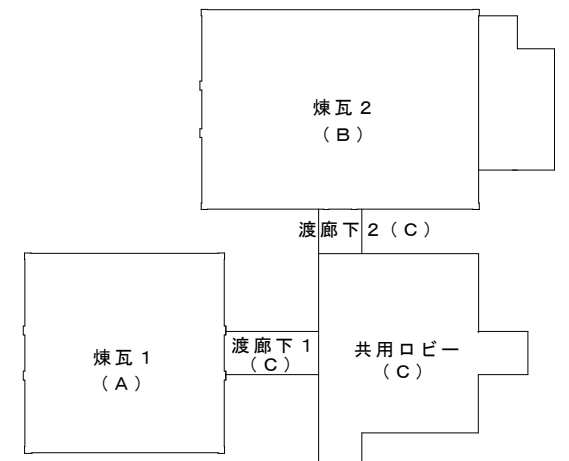 煉瓦２
（Ｂ）
渡廊下２（Ｃ）
煉瓦１
（Ａ）
渡廊下１
（Ｃ）
共用ロビー
（Ｃ）